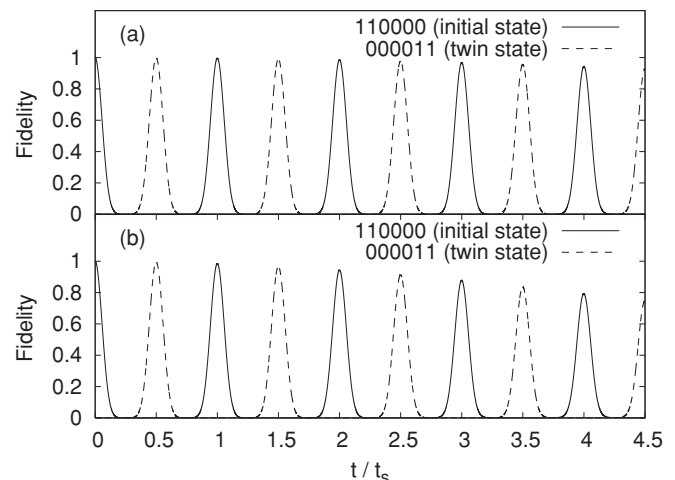 110000 (initial state)
(a)
000011 (twin state)
1
0.8
0.6
0.4
0.2
0
Fidelity
110000 (initial state)
(b)
000011 (twin state)
1
0.8
0.6
0.4
0.2
0
Fidelity
0 0.5 1 1.5 2 2.5 3 3.5 4 4.5
t / ts